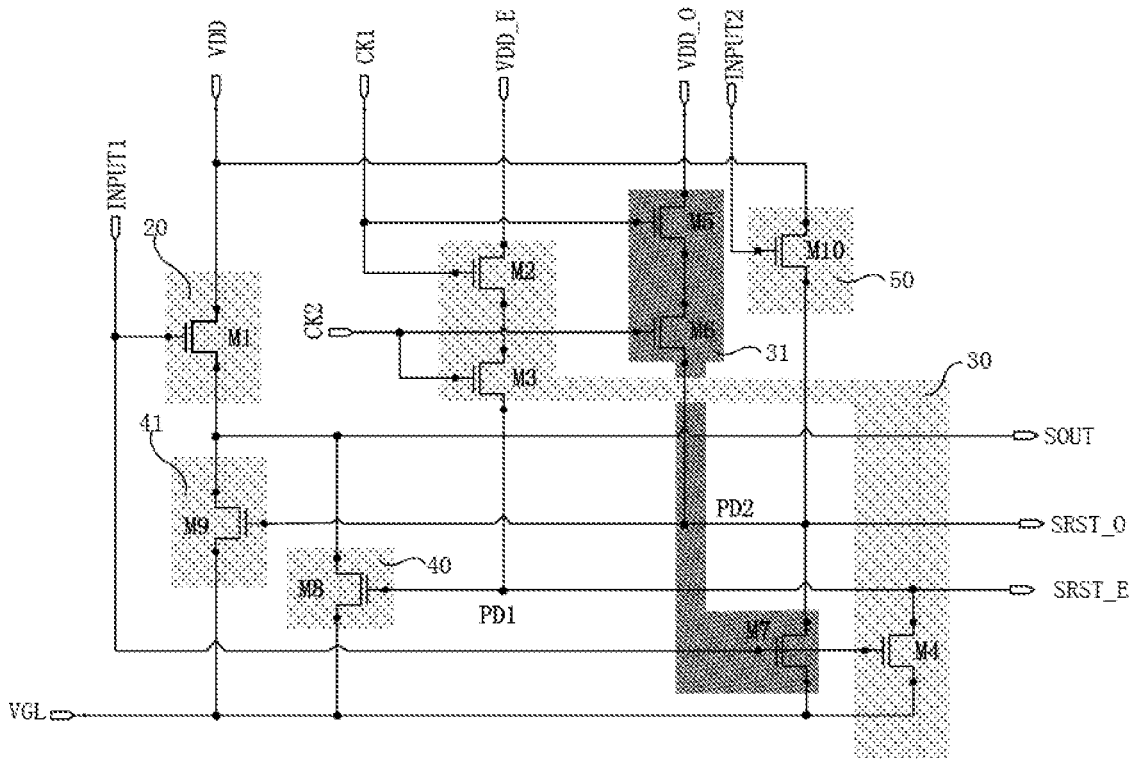 VDD
CK1
VDD_E
VDD_O
INPUT2
INPUT1
20
M5
M10
M2
50
CK2
M1
M6
31
M3
30
41
SOUT
M9
PD2
SRST_O
40
M8
PD1
SRST_E
M7
M4
VGL